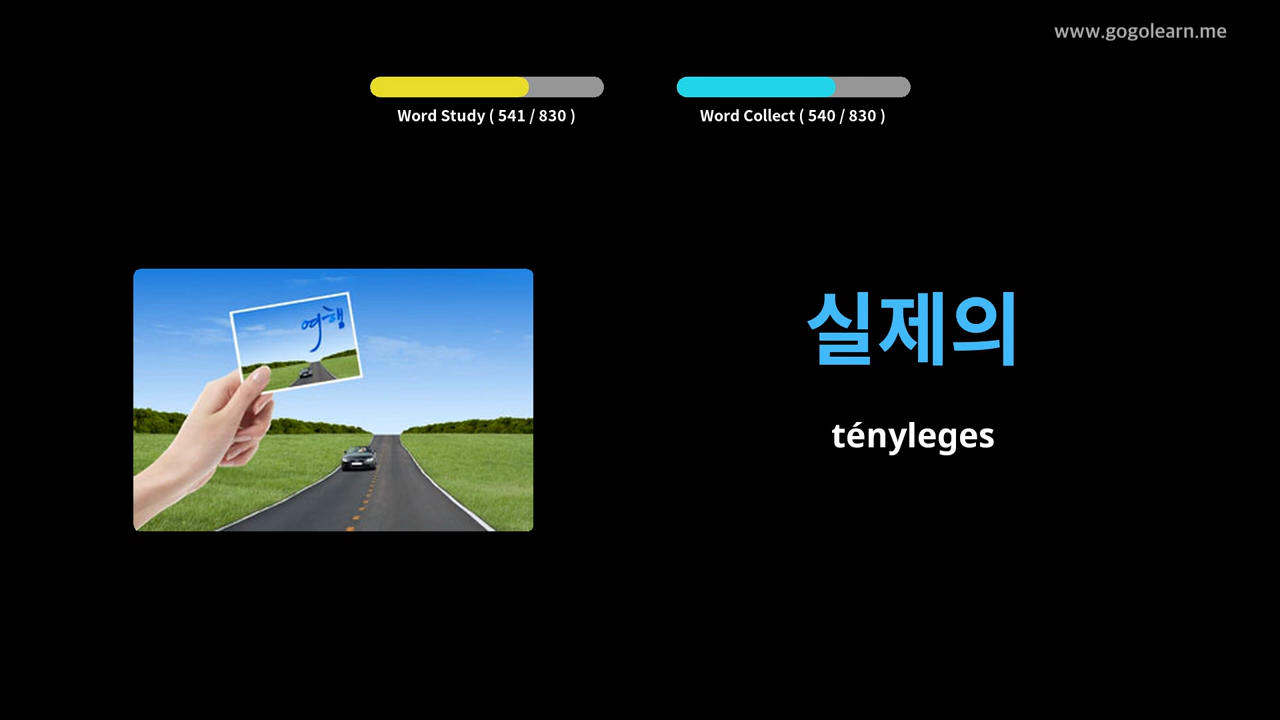 www.gogolearn.me
Word Study ( 541 / 830 )
Word Collect ( 540 / 830 )
여행
실제의
tényleges